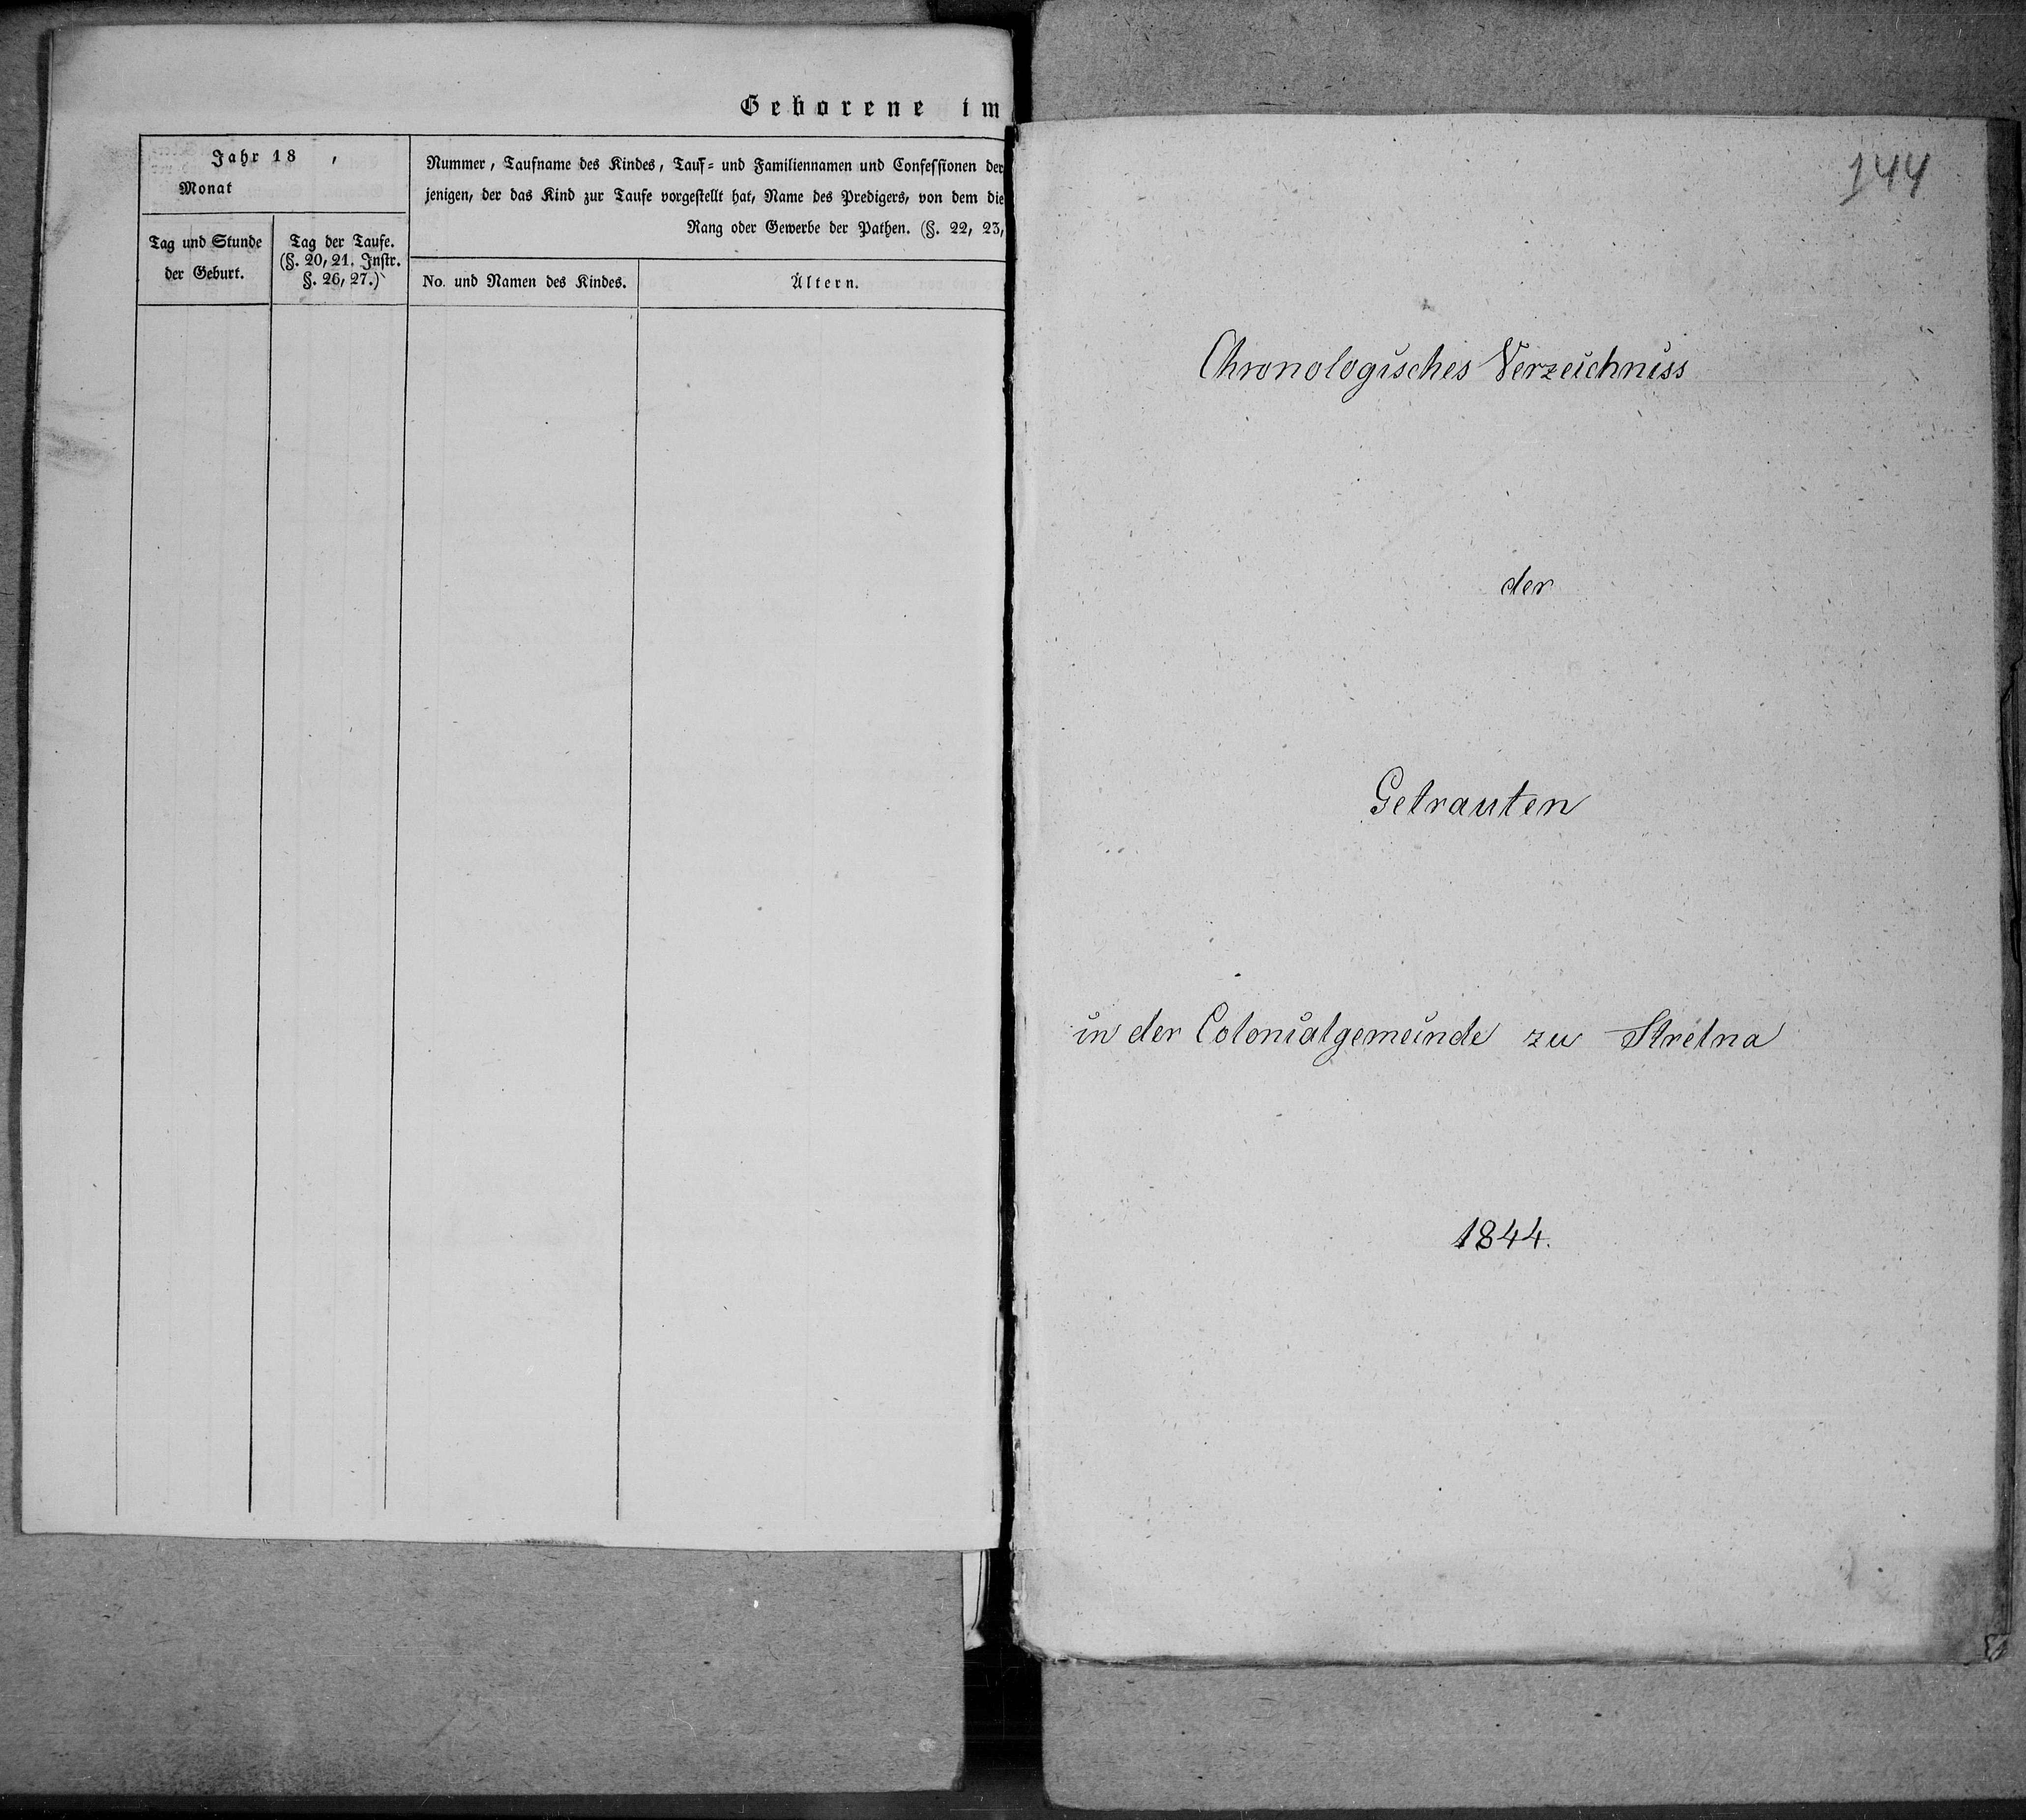 Geborene im
Jahr 18 ,
Monat
Nummer, Taufname des Kindes, Tauf- und Familiennamen und Confessionen der
jenigen, der das Kind zur Taufe vorgestellt hat, Name des Predigers, von dem die
Rang oder Gewerbe der Pathen. (§. 22, 23,
Tag und Stunde
der Geburt.
Tag der Taufe.
(§. 20, 21. Instr.
§. 26, 27.)
No. und Namen des Kindes.
Ältern.
144
Chronologisches Verzeichniss
der
Getrauten
in der Colonialgemeinde zu Strelna
1844.